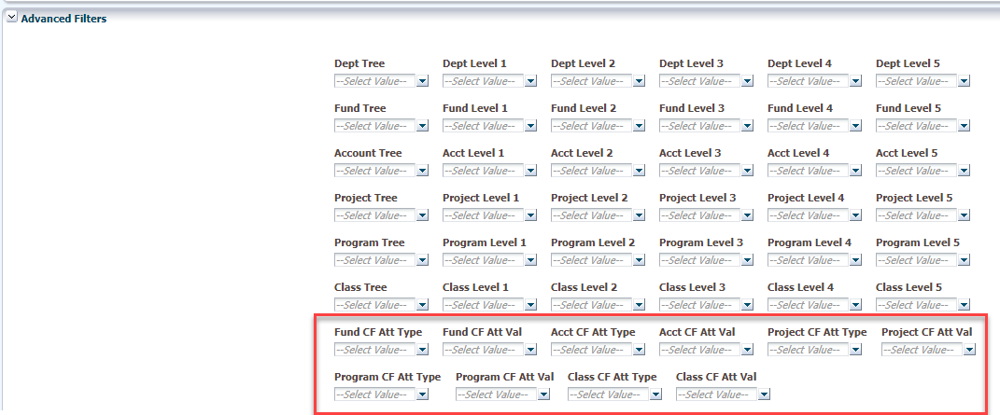 Advanced Filters
Dept Tree Dept Level 1 Dept Level 2 Dept Level 3 Dept Level 4 Dept Level 5
--Select Value-- --Select Value-- --Select Value-- --Select Value-- --Select Value-- --Select Value--
Fund Tree Fund Level 1 Fund Level 2 Fund Level 3 Fund Level 4 Fund Level 5
--Select Value-- --Select Value-- --Select Value-- --Select Value-- --Select Value-- --Select Value--
Account Tree Acct Level 1 Acct Level 2 Acct Level 3 Acct Level 4 Acct Level 5
--Select Value-- --Select Value-- --Select Value-- --Select Value-- --Select Value-- --Select Value--
Project Tree Project Level 1 Project Level 2 Project Level 3 Project Level 4 Project Level 5
--Select Value-- --Select Value-- --Select Value-- --Select Value-- --Select Value-- --Select Value--
Program Tree Program Level 1 Program Level 2 Program Level 3 Program Level 4 Program Level 5
--Select Value-- --Select Value-- --Select Value-- --Select Value-- --Select Value-- --Select Value--
Class Tree Class Level 1 Class Level 2 Class Level 3 Class Level 4 Class Level 5
--Select Value-- --Select Value-- --Select Value-- --Select Value-- --Select Value-- --Select Value--
Fund CF Att Type Fund CF Att Val Acct CF Att Type Acct CF Att Val Project CF Att Type Project CF Att Val
--Select Value-- --Select Value-- --Select Value-- --Select Value-- --Select Value-- --Select Value--
Program CF Att Type Program CF Att Val Class CF Att Type Class CF Att Val
--Select Value-- --Select Value-- --Select Value-- --Select Value--